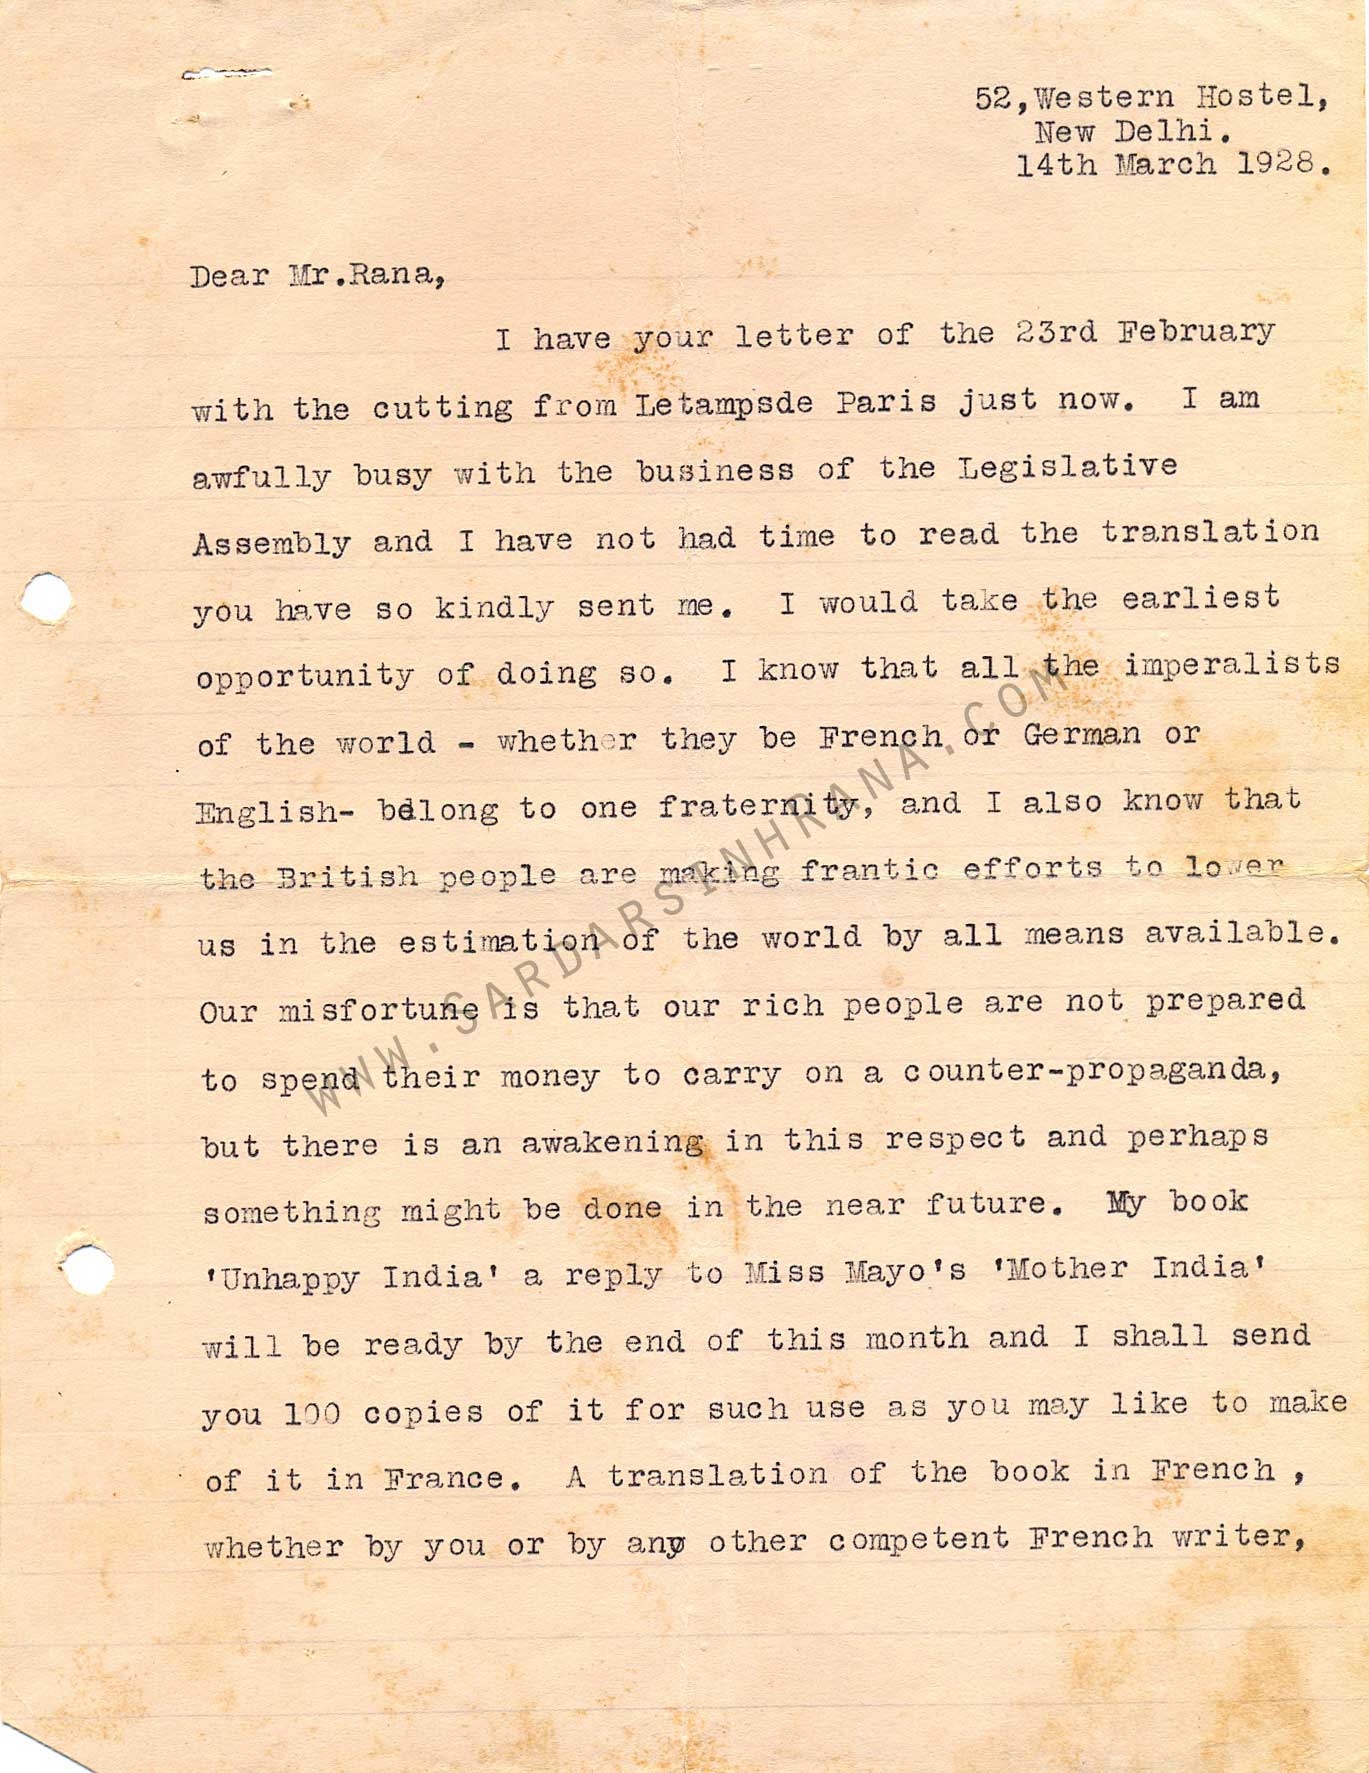 52,Western Hostel,
New Delhi.
14th March 1928.
Dear Mr.Rana,
I have your letter of the 23rd February
with the cutting from Letampsde Paris just now. I am
awfully busy with the business of the Legislative
Assembly and I have not had time to read the translation
you have so kindly sent me. I would take the earliest
opportunity of doing so. I know that all the imperalists
of the world - whether they be French or German or
English- belong to one fraternity, and I also know that
the British people are making frantic efforts to lower
us in the estimation of the world by all means available.
Our misfortune is that our rich people are not prepared
to spend their money to carry on a counter-propaganda,
but there is an awakening in this respect and perhaps
something might be done in the near future. My book
'Unhappy India' a reply to Miss Mayo's 'Mother India'
will be ready by the end of this month and I shall send
you 100 copies of it for such use as you may like to make
of it in France. A translation of the book in French ,
whether by you or by any other competent French writer,
WWW.SARDARSINHRANA.COM